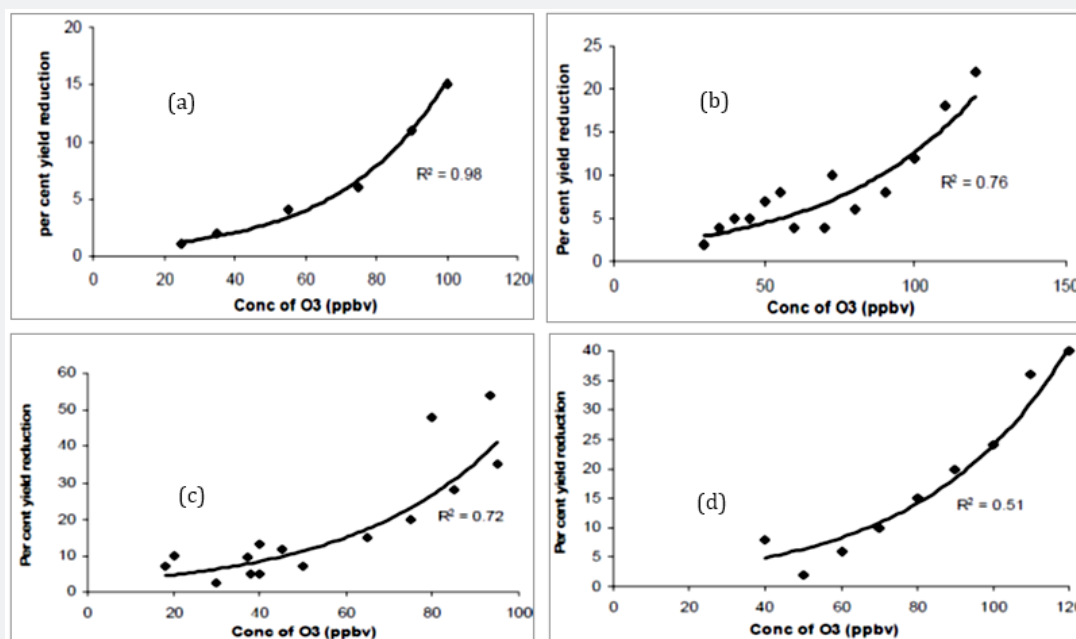 20
15
10
5
0
per cent yield reduction
(a)
R² = 0.98
0 20 40 60 80 100 120
Conc of O3 (ppbv)
25
20
15
10
5
0
Per cent yield reduction
(b)
R² = 0.76
0 50 100 150
Conc of O3 (ppbv)
60
50
40
30
20
10
0
Per cent yield reduction
(c)
R² = 0.72
0 20 40 60 80 100
Conc of O3 (ppbv)
40
35
30
25
20
15
10
5
0
Per cent yield reduction
(d)
R² = 0.51
0 20 40 60 80 100 120
Conc of O3 (ppbv)